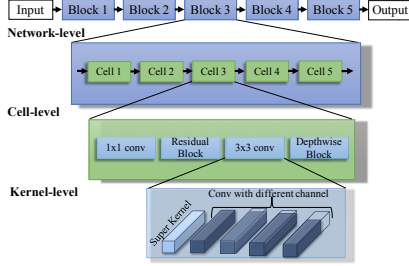 Input Block 1 Block 2 Block 3 Block 4 Block 5 Output
Network-level
Cell 1 Cell 2 Cell 3 Cell 4 Cell 5
Cell-level
1x1 conv Residual Block 3x3 conv Depthwise Block
Kernel-level
Conv with different channel
Super Kernel